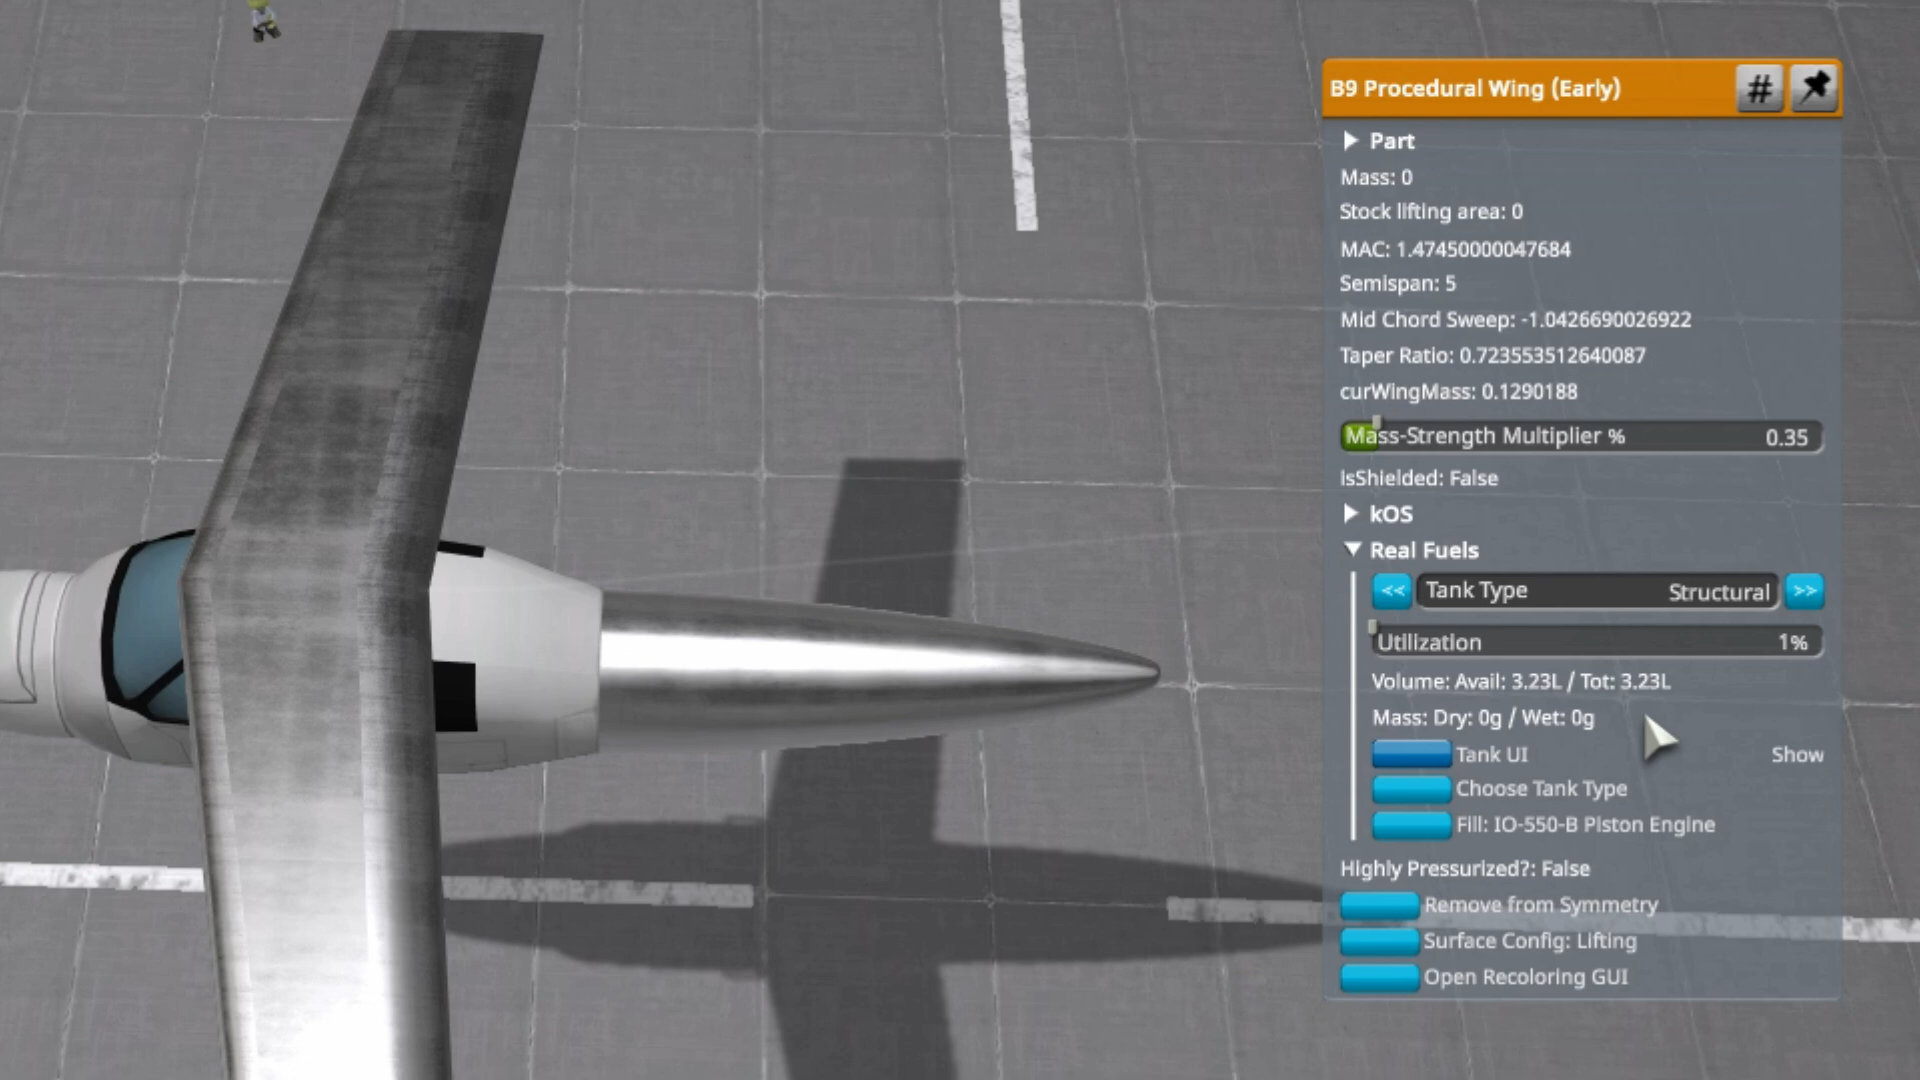 B9 Procedural Wing (Early)
#
Part
Mass: 0
Stock lifting area: 0
MAC: 1.47450000047684
Semispan: 5
Mid Chord Sweep: -1.0426690026922
Taper Ratio: 0.723553512640087
curWingMass: 0.1290188
Mass-Strength Multiplier % 0.35
isShielded: False
kOS
Real Fuels
<< Tank Type Structural >>
Utilization 1%
Volume: Avail: 3.23L / Tot: 3.23L
Mass: Dry: 0g / Wet: 0g
Tank UI Show
Choose Tank Type
Fill: IO-550-B Piston Engine
Highly Pressurized?: False
Remove from Symmetry
Surface Config: Lifting
Open Recoloring GUI